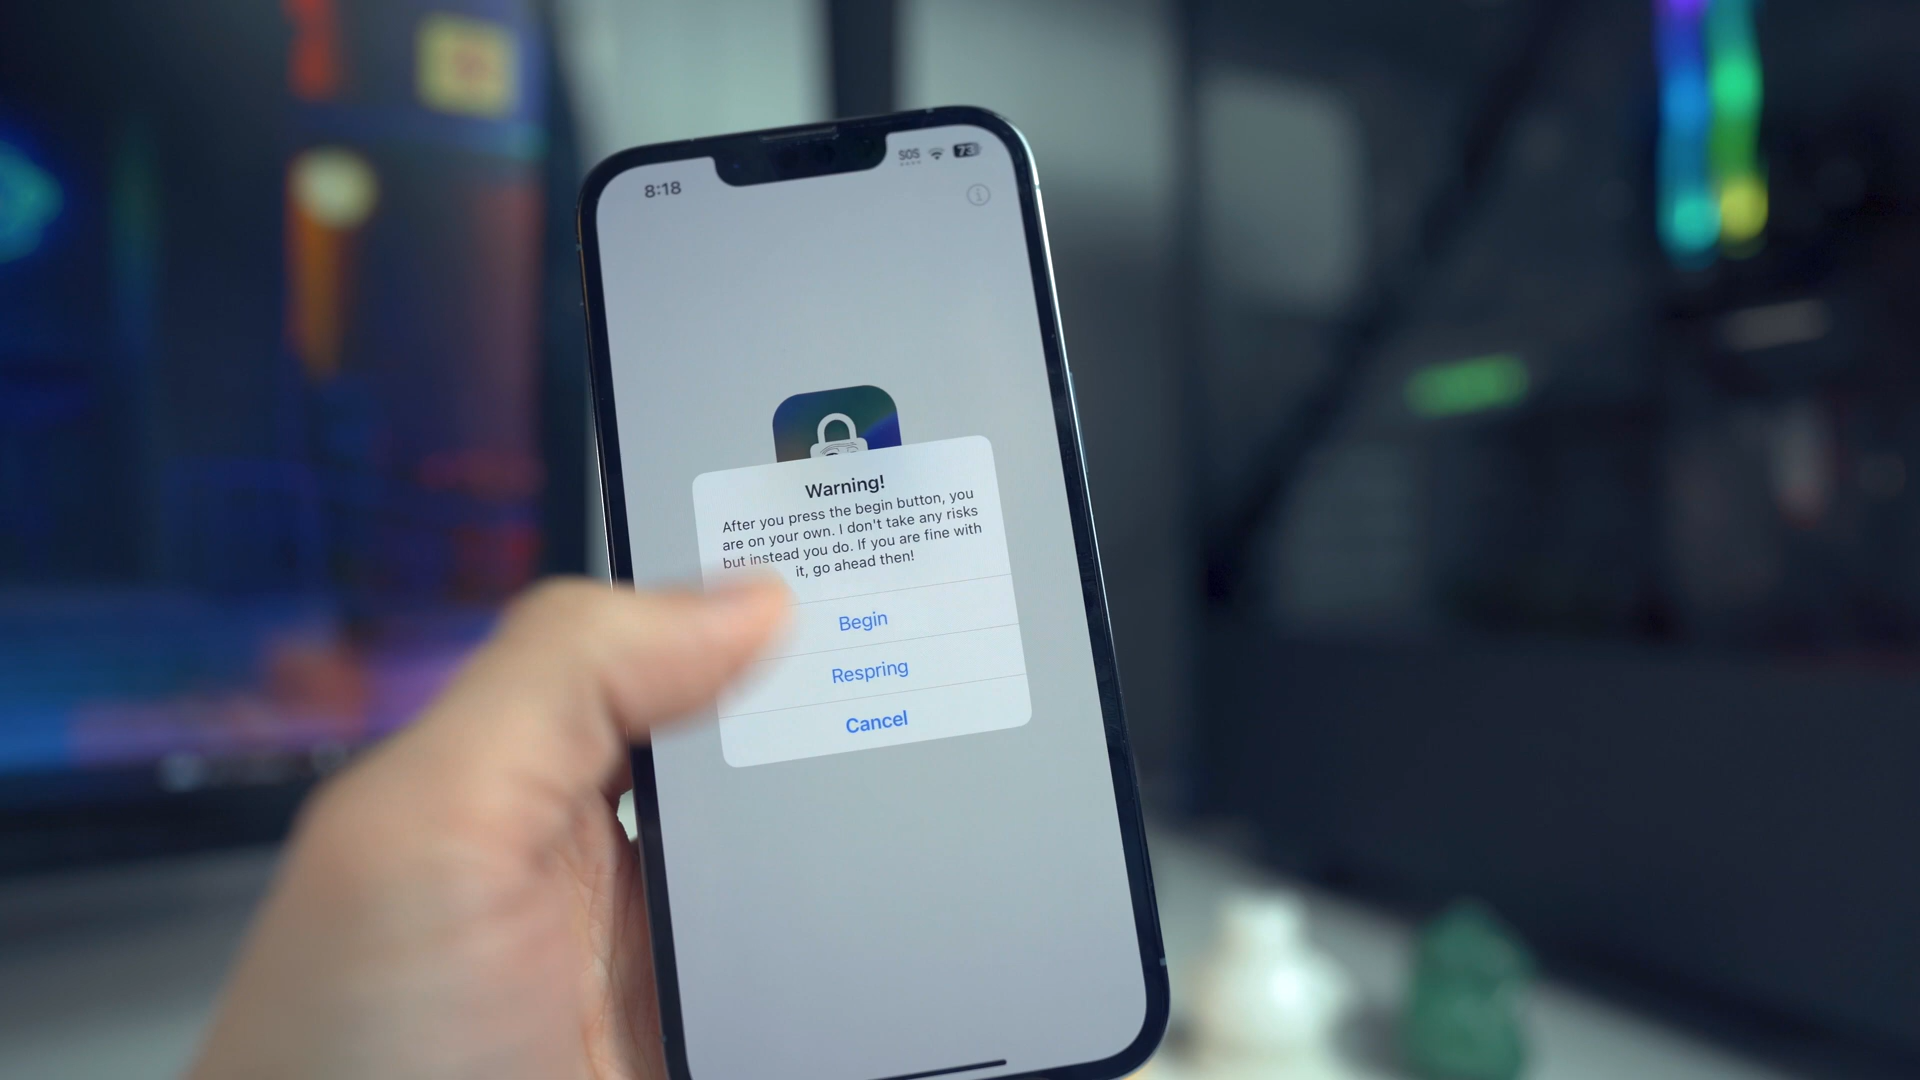 8:18
SOS
73
Warning!
After you press the begin button, you
are on your own. I don't take any risks
but instead you do. If you are fine with
it, go ahead then!
Begin
Respring
Cancel